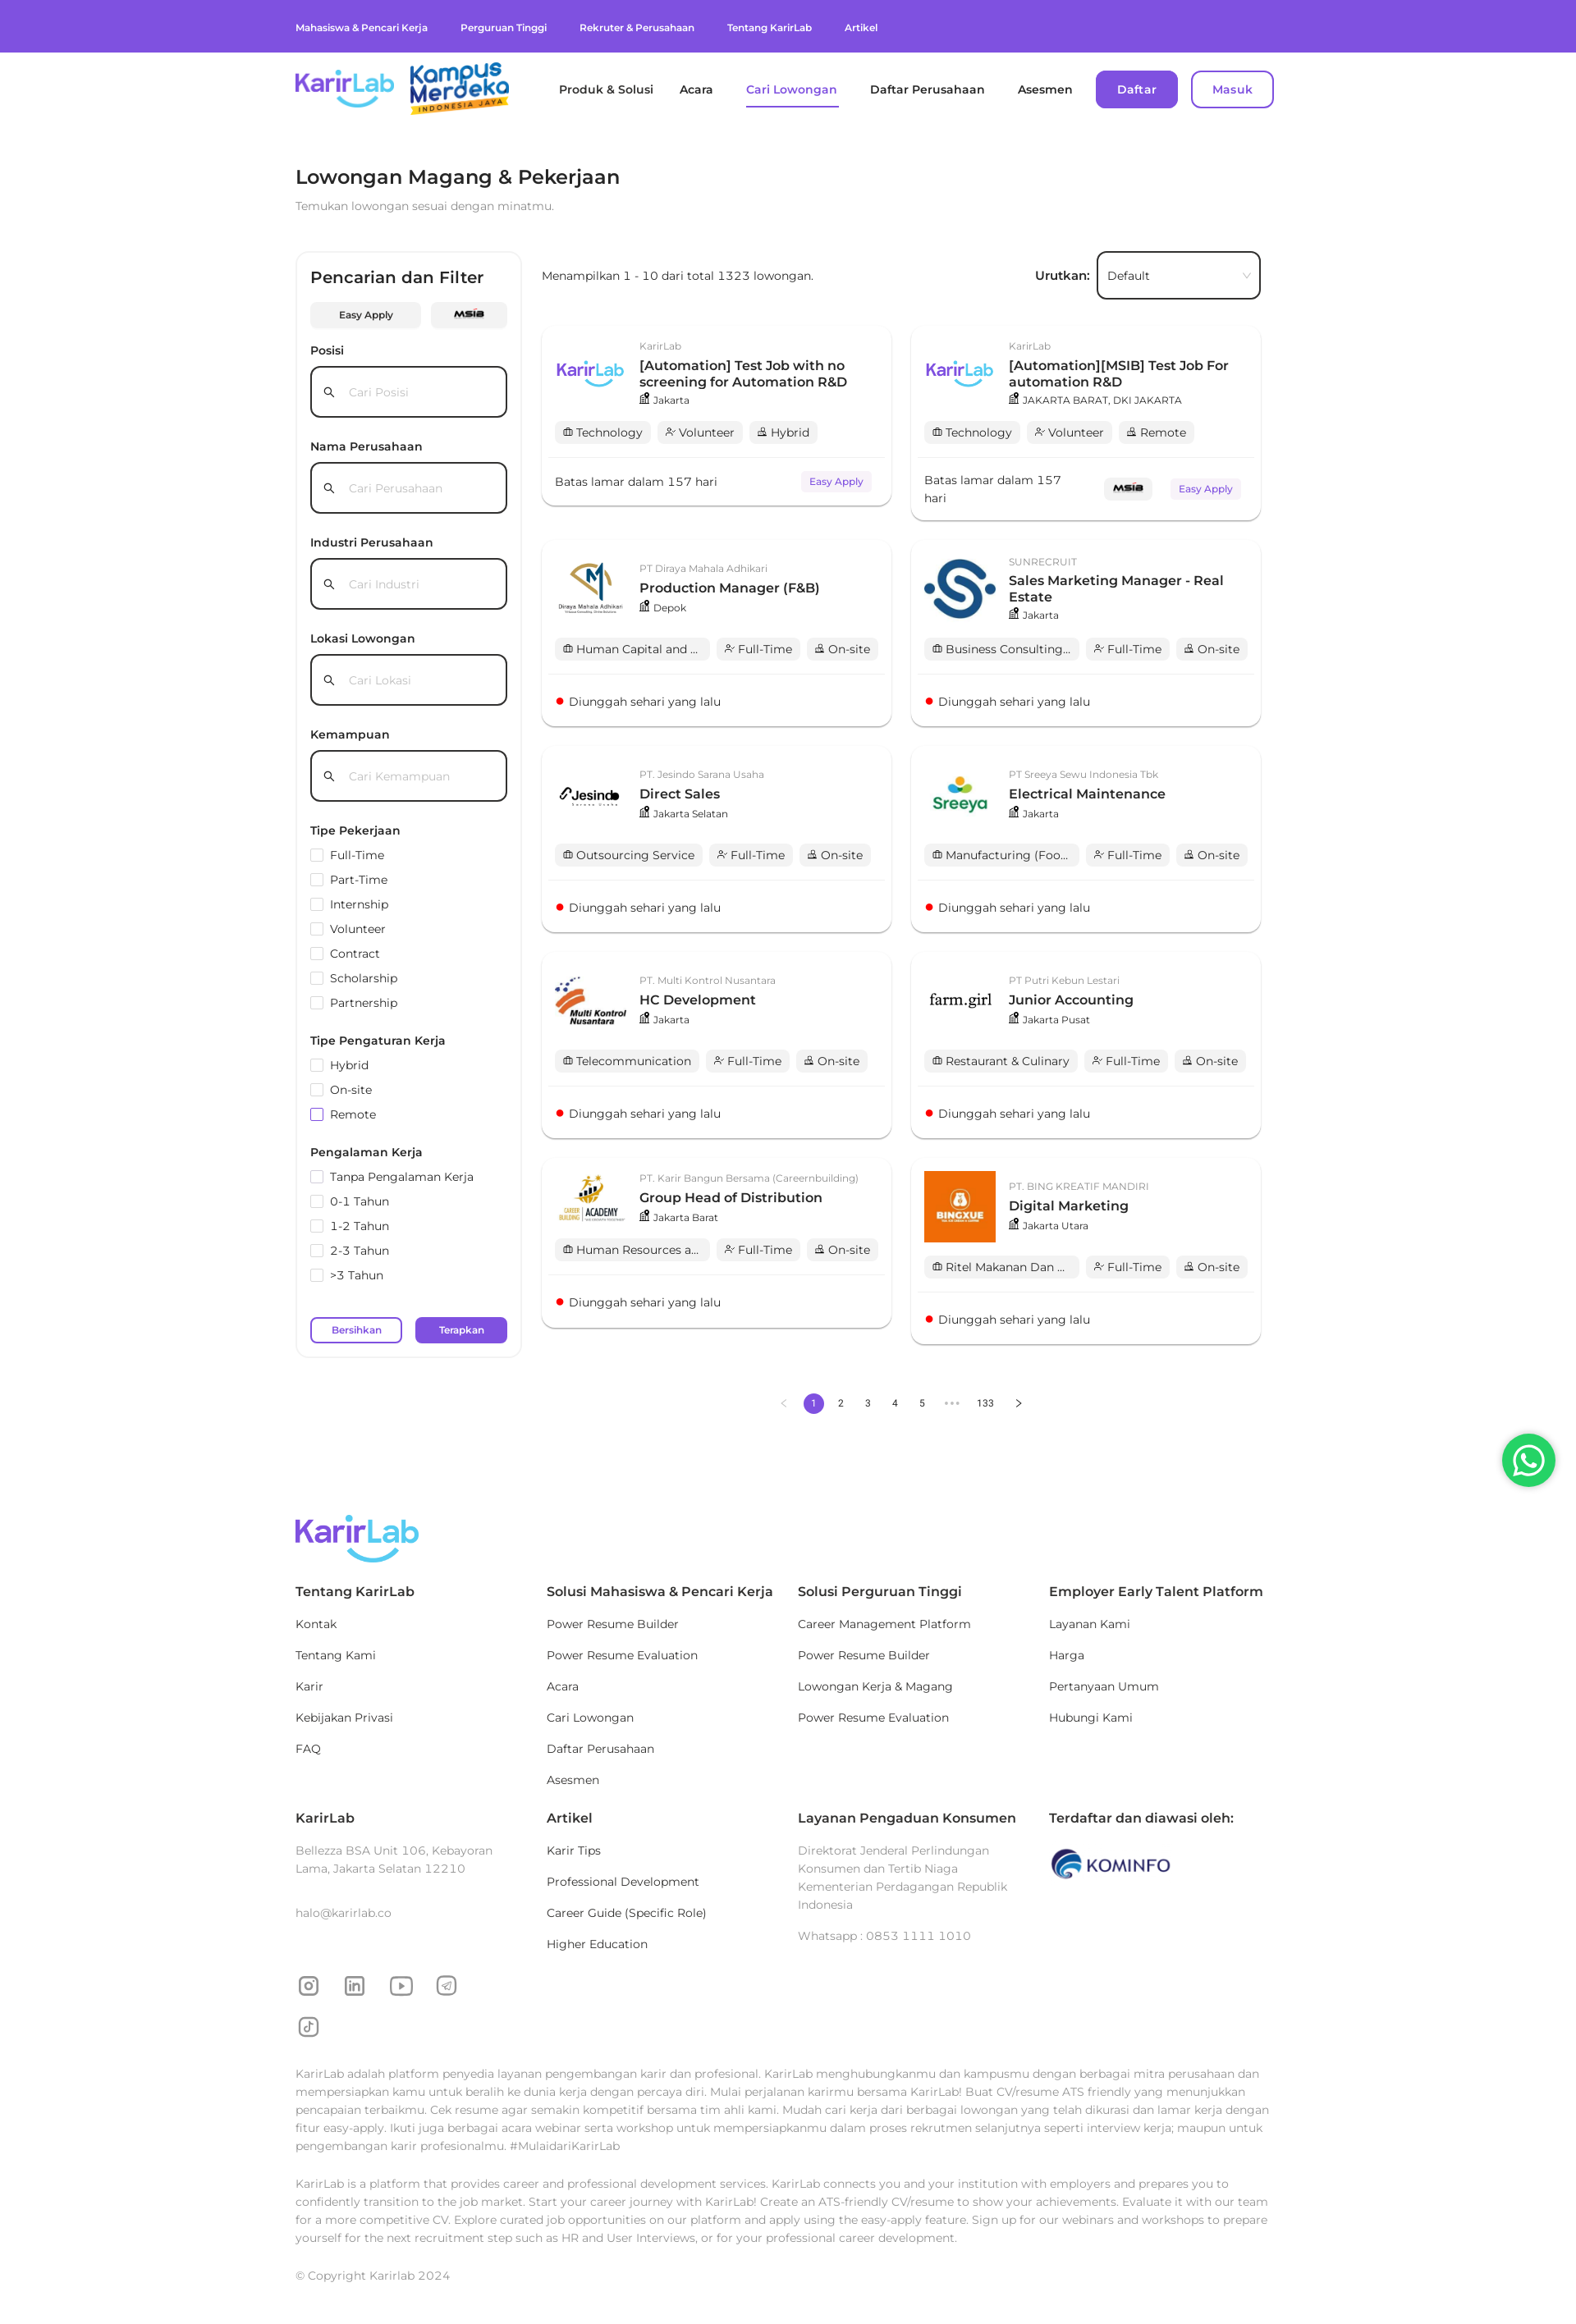 Mahasiswa & Pencari Kerja
Perguruan Tinggi
Rekruter & Perusahaan
Tentang KarirLab
Artikel
KarirLab
Kampus
Merdeka
INDONESIA JAYA
Produk & Solusi
Acara
Cari Lowongan
Daftar Perusahaan
Asesmen
Daftar
Masuk
Lowongan Magang & Pekerjaan
Temukan lowongan sesuai dengan minatmu.
Pencarian dan Filter
Easy Apply
MSIB
Posisi
Cari Posisi
Nama Perusahaan
Cari Perusahaan
Industri Perusahaan
Cari Industri
Lokasi Lowongan
Cari Lokasi
Kemampuan
Cari Kemampuan
Tipe Pekerjaan
Full-Time
Part-Time
Internship
Volunteer
Contract
Scholarship
Partnership
Tipe Pengaturan Kerja
Hybrid
On-site
Remote
Pengalaman Kerja
Tanpa Pengalaman Kerja
0-1 Tahun
1-2 Tahun
2-3 Tahun
>3 Tahun
Bersihkan
Terapkan
Menampilkan 1 - 10 dari total 1323 lowongan.
Urutkan:
Default
KarirLab
KarirLab
[Automation] Test Job with no
screening for Automation R&D
Jakarta
Technology
Volunteer
Hybrid
Batas lamar dalam 157 hari
Easy Apply
KarirLab
KarirLab
[Automation][MSIB] Test Job For
automation R&D
JAKARTA BARAT, DKI JAKARTA
Technology
Volunteer
Remote
Batas lamar dalam 157
hari
MSIB
Easy Apply
Diraya Mahala Adhikari
PT Diraya Mahala Adhikari
Production Manager (F&B)
Depok
Human Capital and ...
Full-Time
On-site
Diunggah sehari yang lalu
SUNRECRUIT
Sales Marketing Manager - Real
Estate
Jakarta
Business Consulting...
Full-Time
On-site
Diunggah sehari yang lalu
Jesindo
Sarana Usaha
PT. Jesindo Sarana Usaha
Direct Sales
Jakarta Selatan
Outsourcing Service
Full-Time
On-site
Diunggah sehari yang lalu
Sreeya
PT Sreeya Sewu Indonesia Tbk
Electrical Maintenance
Jakarta
Manufacturing (Foo...
Full-Time
On-site
Diunggah sehari yang lalu
Multi Kontrol
Nusantara
PT. Multi Kontrol Nusantara
HC Development
Jakarta
Telecommunication
Full-Time
On-site
Diunggah sehari yang lalu
farm.girl
PT Putri Kebun Lestari
Junior Accounting
Jakarta Pusat
Restaurant & Culinary
Full-Time
On-site
Diunggah sehari yang lalu
CAREER
BUILDING
ACADEMY
PT. Karir Bangun Bersama (Careernbuilding)
Group Head of Distribution
Jakarta Barat
Human Resources a...
Full-Time
On-site
Diunggah sehari yang lalu
BINGXUE
PT. BING KREATIF MANDIRI
Digital Marketing
Jakarta Utara
Ritel Makanan Dan ...
Full-Time
On-site
Diunggah sehari yang lalu
1
2
3
4
5
•••
133
KarirLab
Tentang KarirLab
Kontak
Tentang Kami
Karir
Kebijakan Privasi
FAQ
Solusi Mahasiswa & Pencari Kerja
Power Resume Builder
Power Resume Evaluation
Acara
Cari Lowongan
Daftar Perusahaan
Asesmen
Solusi Perguruan Tinggi
Career Management Platform
Power Resume Builder
Lowongan Kerja & Magang
Power Resume Evaluation
Employer Early Talent Platform
Layanan Kami
Harga
Pertanyaan Umum
Hubungi Kami
KarirLab
Bellezza BSA Unit 106, Kebayoran
Lama, Jakarta Selatan 12210
halo@karirlab.co
Artikel
Karir Tips
Professional Development
Career Guide (Specific Role)
Higher Education
Layanan Pengaduan Konsumen
Direktorat Jenderal Perlindungan
Konsumen dan Tertib Niaga
Kementerian Perdagangan Republik
Indonesia
Whatsapp : 0853 1111 1010
Terdaftar dan diawasi oleh:
KOMINFO
KarirLab adalah platform penyedia layanan pengembangan karir dan profesional. KarirLab menghubungkanmu dan kampusmu dengan berbagai mitra perusahaan dan
mempersiapkan kamu untuk beralih ke dunia kerja dengan percaya diri. Mulai perjalanan karirmu bersama KarirLab! Buat CV/resume ATS friendly yang menunjukkan
pencapaian terbaikmu. Cek resume agar semakin kompetitif bersama tim ahli kami. Mudah cari kerja dari berbagai lowongan yang telah dikurasi dan lamar kerja dengan
fitur easy-apply. Ikuti juga berbagai acara webinar serta workshop untuk mempersiapkanmu dalam proses rekrutmen selanjutnya seperti interview kerja; maupun untuk
pengembangan karir profesionalmu. #MulaidariKarirLab
KarirLab is a platform that provides career and professional development services. KarirLab connects you and your institution with employers and prepares you to
confidently transition to the job market. Start your career journey with KarirLab! Create an ATS-friendly CV/resume to show your achievements. Evaluate it with our team
for a more competitive CV. Explore curated job opportunities on our platform and apply using the easy-apply feature. Sign up for our webinars and workshops to prepare
yourself for the next recruitment step such as HR and User Interviews, or for your professional career development.
© Copyright Karirlab 2024